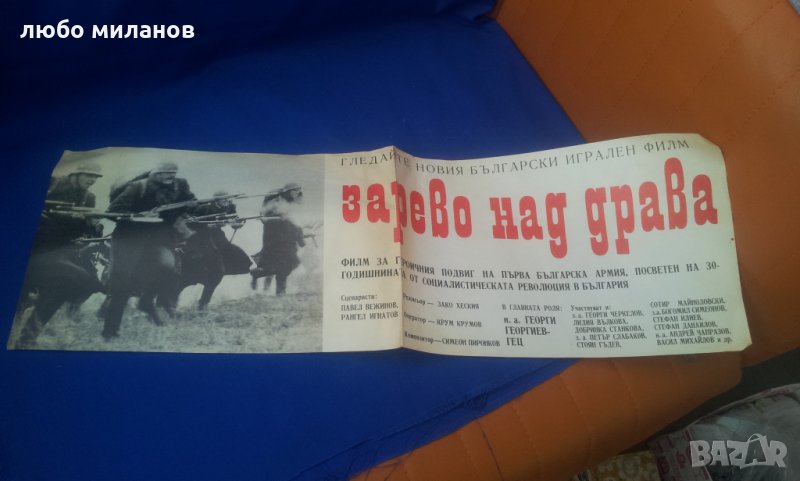 любо миланов
ГЛЕДАЙТЕ НОВИЯ БЪЛГАРСКИ ИГРАЛЕН ФИЛМ
зарево над драва
ФИЛМ ЗА ГЕРОИЧНИЯ ПОДВИГ НА ПЪРВА БЪЛГАРСКА АРМИЯ, ПОСВЕТЕН НА 30-
ГОДИШНИНАТА ОТ СОЦИАЛИСТИЧЕСКАТА РЕВОЛЮЦИЯ В БЪЛГАРИЯ
Сценаристи:
ПАВЕЛ ВЕЖИНОВ,
РАНГЕЛ ИГНАТОВ
Режисьор — ЗАКО ХЕСКИЯ
Оператор — КРУМ КРУМОВ
Композитор — СИМЕОН ПИРОНКОВ
В ГЛАВНАТА РОЛЯ:
н. а. ГЕОРГИ
ГЕОРГИЕВ-
ГЕЦ
Участвуват и:
з. а. ГЕОРГИ ЧЕРКЕЛОВ,
ЛИДИЯ ВЪЛКОВА,
ДОБРИНКА СТАНКОВА,
з. а. ПЕТЪР СЛАБАКОВ,
СТОЯН ГЪДЕВ,
СОТИР МАЙНОЛОВСКИ,
з.а. БОГОМИЛ СИМЕОНОВ,
СТЕФАН ИЛИЕВ,
СТЕФАН ДАНАИЛОВ,
н.а. АНДРЕЙ ЧАПРАЗОВ,
ВАСИЛ МИХАЙЛОВ и др.
BAZAR